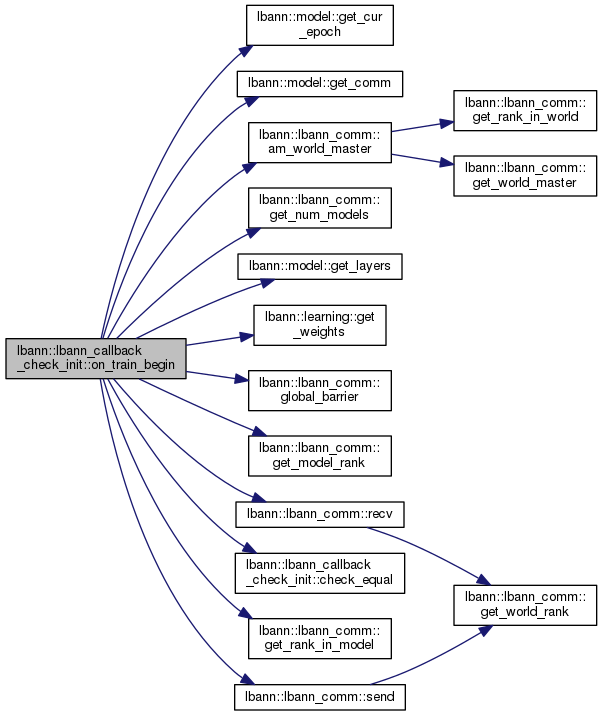 lbann::model::get_cur
_epoch
lbann::model::get_comm
lbann::lbann_comm::
am_world_master
lbann::lbann_comm::
get_rank_in_world
lbann::lbann_comm::
get_world_master
lbann::lbann_comm::
get_num_models
lbann::model::get_layers
lbann::learning::get
_weights
lbann::lbann_callback
_check_init::on_train_begin
lbann::lbann_comm::
global_barrier
lbann::lbann_comm::
get_model_rank
lbann::lbann_comm::recv
lbann::lbann_callback
_check_init::check_equal
lbann::lbann_comm::
get_world_rank
lbann::lbann_comm::
get_rank_in_model
lbann::lbann_comm::send